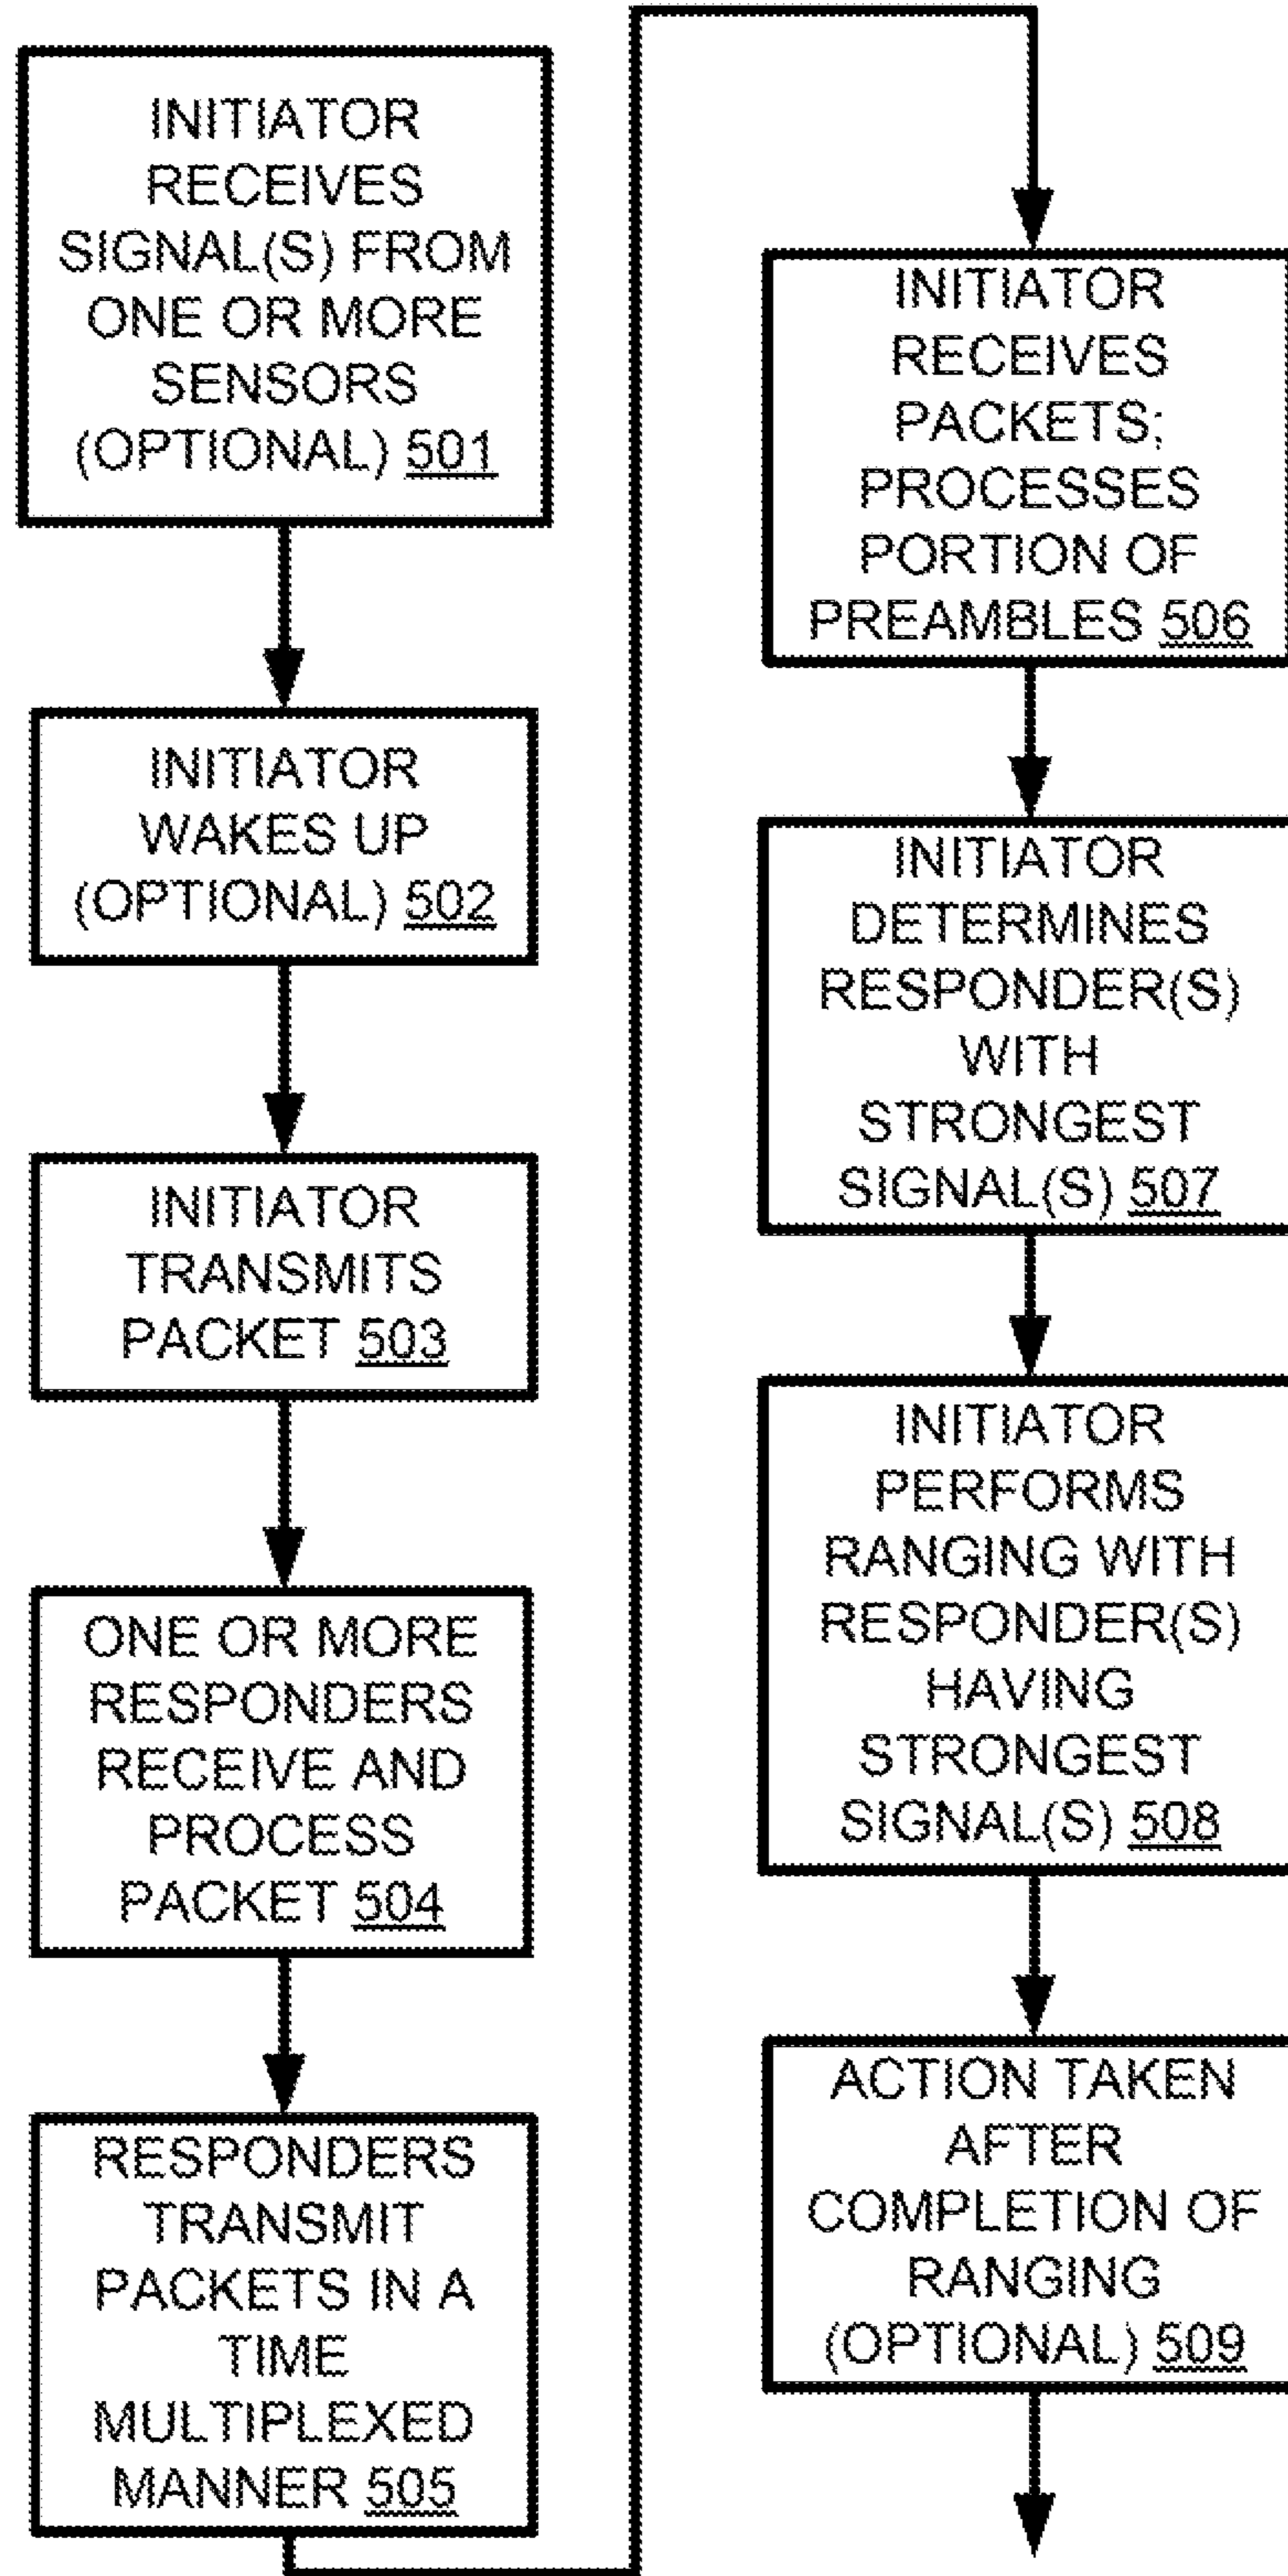 INITIATOR
RECEIVES
SIGNAL(S) FROM
ONE OR MORE
SENSORS
(OPTIONAL) 501
INITIATOR
WAKES UP
(OPTIONAL) 502
INITIATOR
TRANSMITS
PACKET 503
ONE OR MORE
RESPONDERS
RECEIVE AND
PROCESS
PACKET 504
RESPONDERS
TRANSMIT
PACKETS IN A
TIME
MULTIPLEXED
MANNER 505
INITIATOR
RECEIVES
PACKETS;
PROCESSES
PORTION OF
PREAMBLES 506
INITIATOR
DETERMINES
RESPONDER(S)
WITH
STRONGEST
SIGNAL(S) 507
INITIATOR
PERFORMS
RANGING WITH
RESPONDER(S)
HAVING
STRONGEST
SIGNAL(S) 508
ACTION TAKEN
AFTER
COMPLETION OF
RANGING
(OPTIONAL) 509